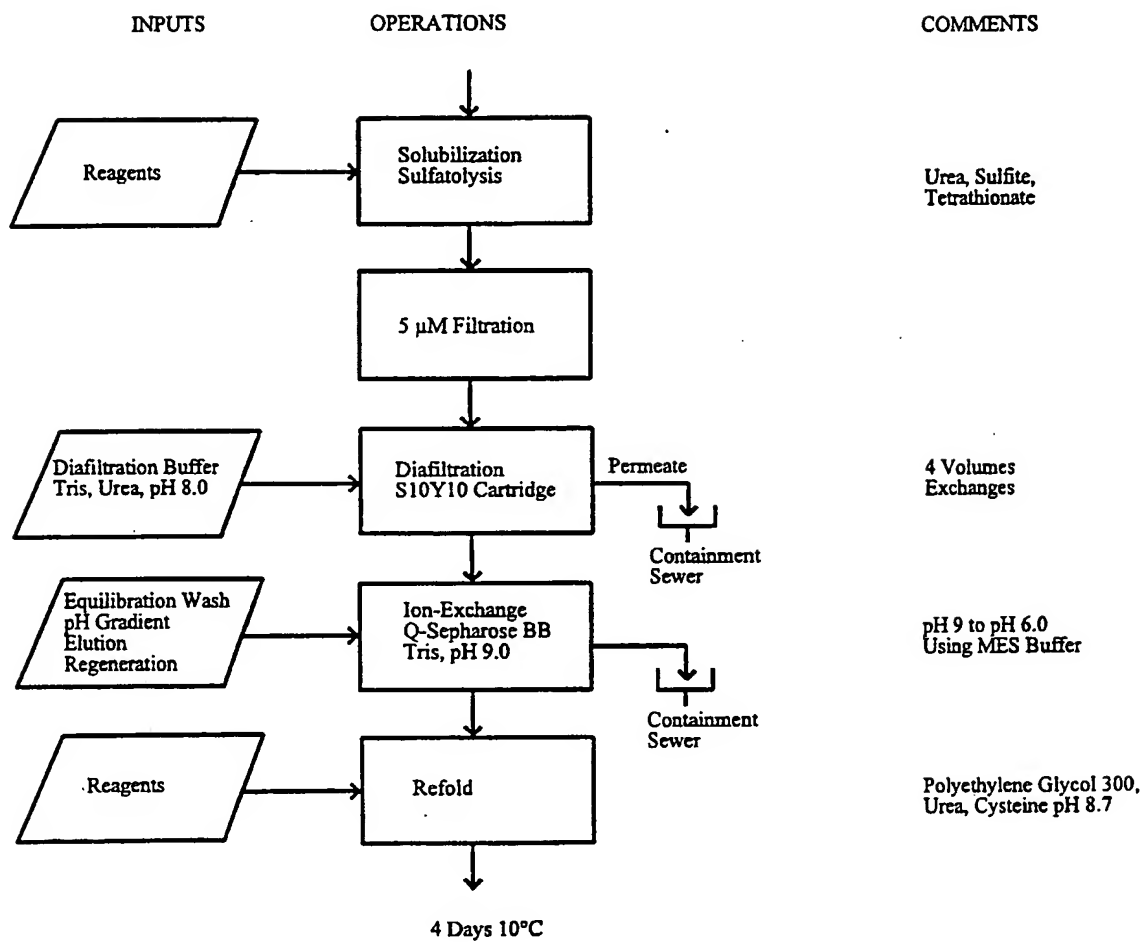 INPUTS
OPERATIONS
COMMENTS
Reagents
Solubilization
Sulfatolysis
Urea, Sulfite,
Tetrathionate
5 µM Filtration
Diafiltration Buffer
Tris, Urea, pH 8.0
Diafiltration
S10Y10 Cartridge
Permeate
Containment
Sewer
4 Volumes
Exchanges
Equilibration Wash
pH Gradient
Elution
Regeneration
Ion-Exchange
Q-Sepharose BB
Tris, pH 9.0
Containment
Sewer
pH 9 to pH 6.0
Using MES Buffer
Reagents
Refold
Polyethylene Glycol 300,
Urea, Cysteine pH 8.7
4 Days 10°C